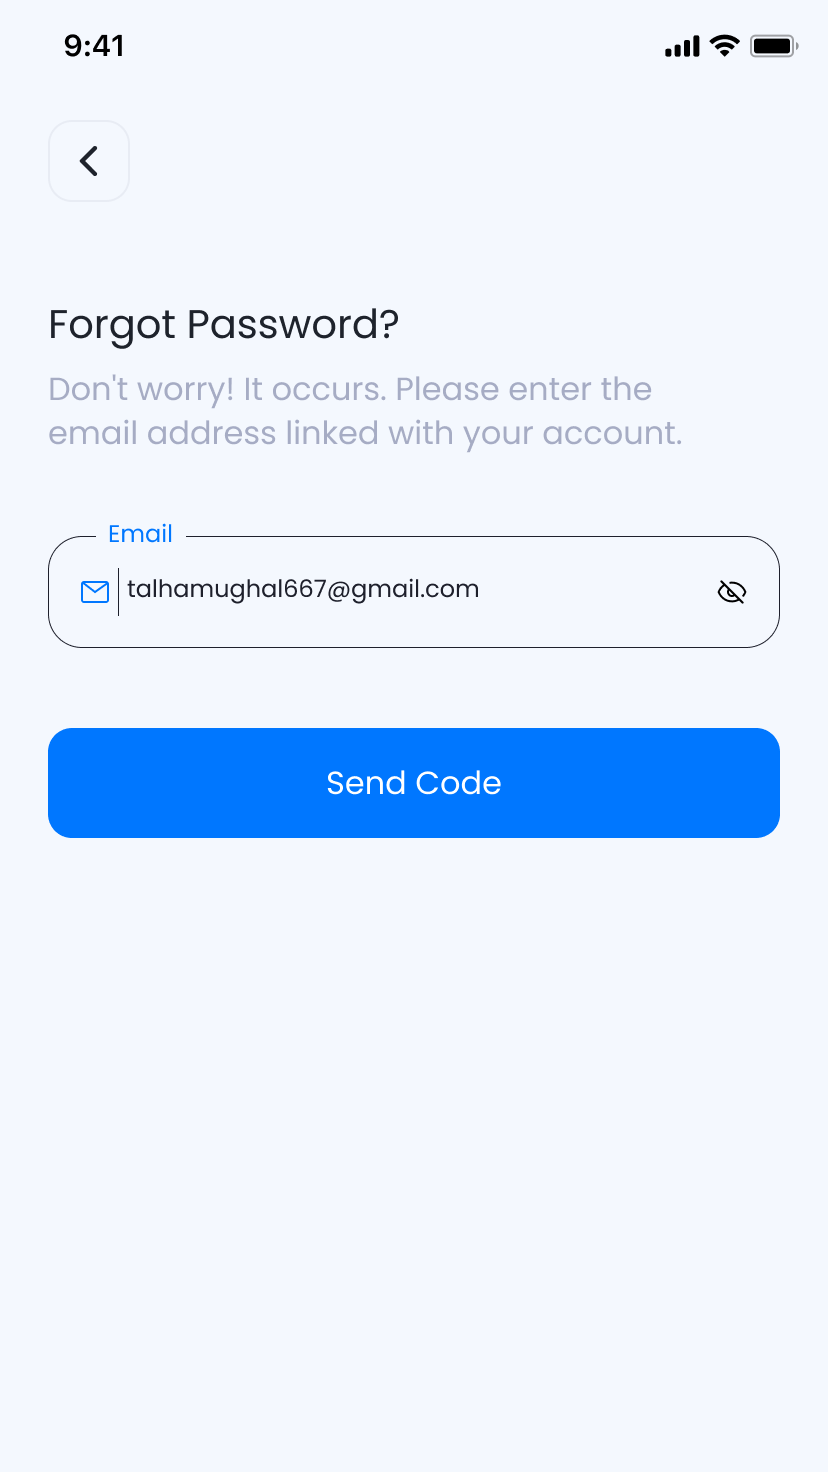 9:41
Forgot Password?
Don't worry! It occurs. Please enter the
email address linked with your account.
Email
talhamughal667@gmail.com
Send Code